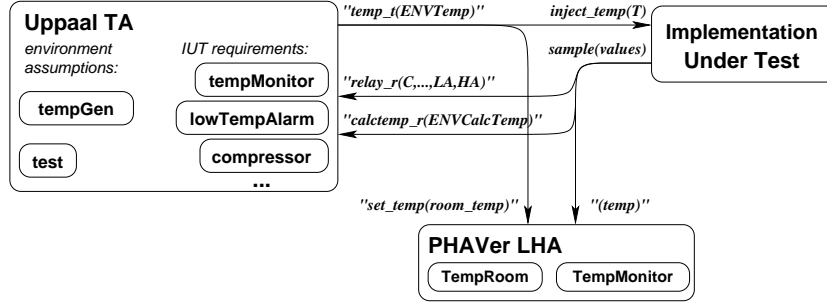 Uppaal TA
environment
assumptions:
tempGen
test
IUT requirements:
tempMonitor
lowTempAlarm
compressor
...
"temp_t(ENVTemp)"
inject_temp(T)
sample(values)
"relay_r(C,...,LA,HA)"
"calctemp_r(ENVCalcTemp)"
Implementation
Under Test
"set_temp(room_temp)"
"(temp)"
PHAVer LHA
TempRoom
TempMonitor